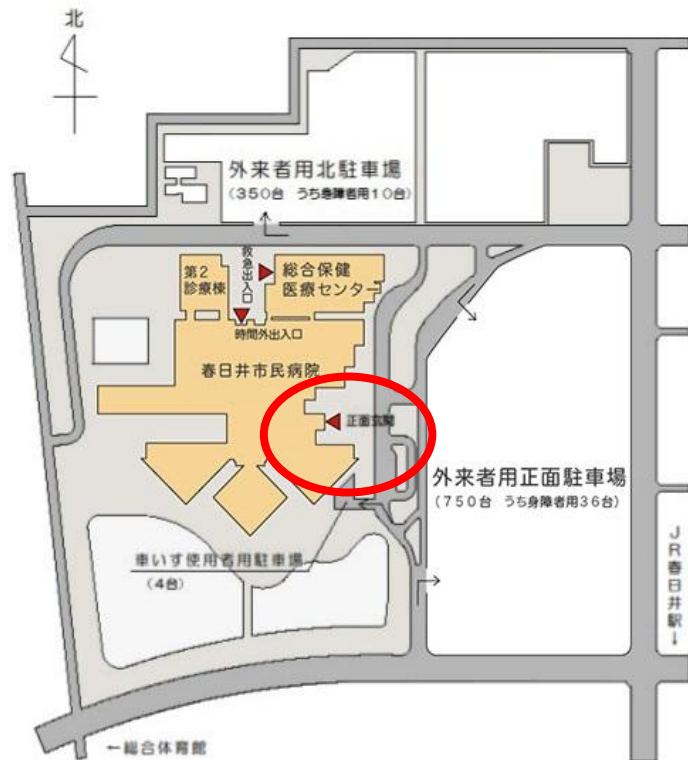 北
外来者用北駐車場
(350台 うち身障者用10台)
救急出入口
第2
診療棟
総合保健
医療センター
時間外出入口
春日井市民病院
正面玄関
外来者用正面駐車場
(750台 うち身障者用36台)
車いす使用者用駐車場
(4台)
JR春日井駅→
←総合体育館